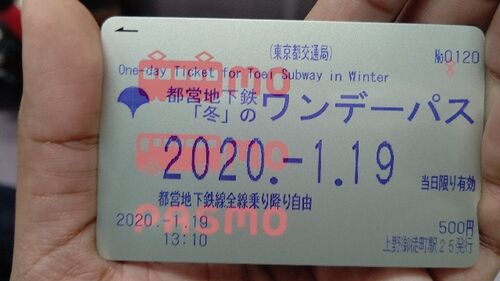 (東京都交通局)
№0120
One-day Ticket for Toei Subway in Winter
都営地下鉄
「冬」の
ワンデーパス
2020.-1.19
当日限り有効
都営地下鉄線全線乗り降り自由
2020.-1.19
13:10
500円
上野御徒町駅25発行